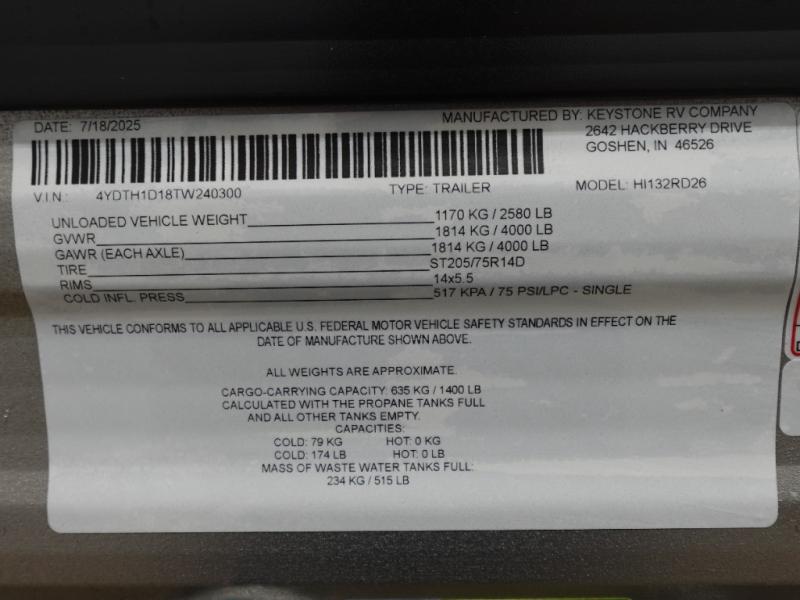 DATE: 7/18/2025
MANUFACTURED BY: KEYSTONE RV COMPANY
2642 HACKBERRY DRIVE
GOSHEN, IN 46526
VIN: 4YDTH1D18TW240300 TYPE: TRAILER MODEL: HI132RD26
UNLOADED VEHICLE WEIGHT 1170 KG / 2580 LB
GVWR 1814 KG / 4000 LB
GAWR (EACH AXLE) 1814 KG / 4000 LB
TIRE ST205/75R14D
RIMS 14x5.5
COLD INFL. PRESS 517 KPA / 75 PSI/LPC - SINGLE
THIS VEHICLE CONFORMS TO ALL APPLICABLE U.S. FEDERAL MOTOR VEHICLE SAFETY STANDARDS IN EFFECT ON THE
DATE OF MANUFACTURE SHOWN ABOVE.
ALL WEIGHTS ARE APPROXIMATE.
CARGO-CARRYING CAPACITY: 635 KG / 1400 LB
CALCULATED WITH THE PROPANE TANKS FULL
AND ALL OTHER TANKS EMPTY.
CAPACITIES:
COLD: 79 KG HOT: 0 KG
COLD: 174 LB HOT: 0 LB
MASS OF WASTE WATER TANKS FULL:
234 KG / 515 LB